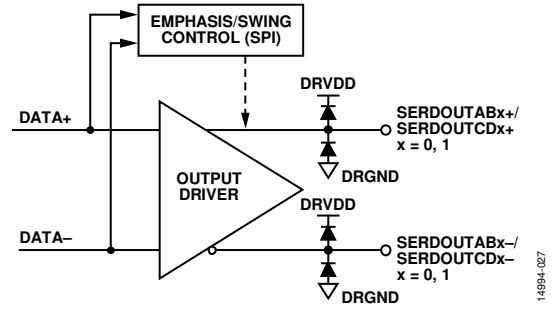 EMPHASIS/SWING
CONTROL (SPI)
DRVDD
DATA+
SERDOUTABx+/
SERDOUTCDx+
x = 0, 1
DRGND
OUTPUT
DRIVER
DRVDD
DATA–
SERDOUTABx–/
SERDOUTCDx–
x = 0, 1
DRGND
14994-027